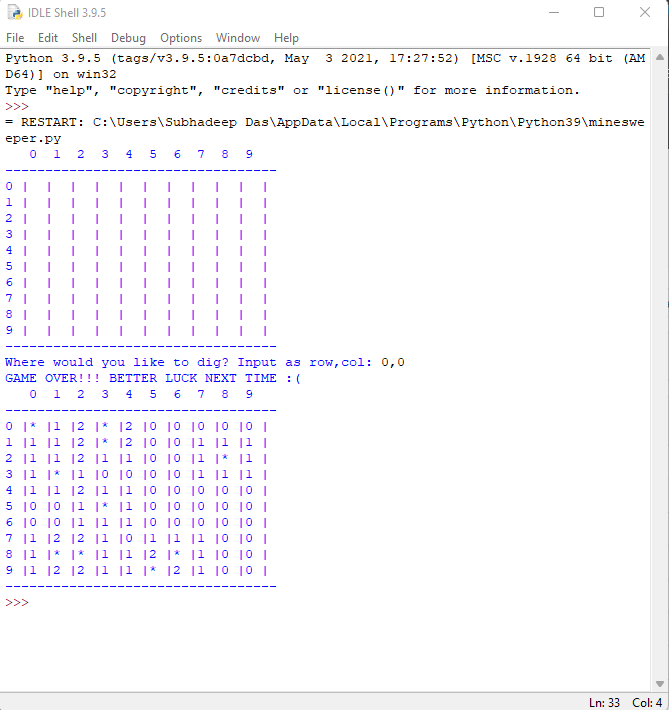 IDLE Shell 3.9.5
File Edit Shell Debug Options Window Help
Python 3.9.5 (tags/v3.9.5:0a7dcbd, May  3 2021, 17:27:52) [MSC v.1928 64 bit (AM
D64)] on win32
Type "help", "copyright", "credits" or "license()" for more information.
>>>
= RESTART: C:\Users\Subhadeep Das\AppData\Local\Programs\Python\Python39\mineswe
eper.py
   0  1  2  3  4  5  6  7  8  9
----------------------------------
0 |  |  |  |  |  |  |  |  |  |  |
1 |  |  |  |  |  |  |  |  |  |  |
2 |  |  |  |  |  |  |  |  |  |  |
3 |  |  |  |  |  |  |  |  |  |  |
4 |  |  |  |  |  |  |  |  |  |  |
5 |  |  |  |  |  |  |  |  |  |  |
6 |  |  |  |  |  |  |  |  |  |  |
7 |  |  |  |  |  |  |  |  |  |  |
8 |  |  |  |  |  |  |  |  |  |  |
9 |  |  |  |  |  |  |  |  |  |  |
----------------------------------
Where would you like to dig? Input as row,col: 0,0
GAME OVER!!! BETTER LUCK NEXT TIME :(
   0  1  2  3  4  5  6  7  8  9
----------------------------------
0 |* |1 |2 |* |2 |0 |0 |0 |0 |0 |
1 |1 |1 |2 |* |2 |0 |0 |1 |1 |1 |
2 |1 |1 |2 |1 |1 |0 |0 |1 |* |1 |
3 |1 |* |1 |0 |0 |0 |0 |1 |1 |1 |
4 |1 |1 |2 |1 |1 |0 |0 |0 |0 |0 |
5 |0 |0 |1 |* |1 |0 |0 |0 |0 |0 |
6 |0 |0 |1 |1 |1 |0 |0 |0 |0 |0 |
7 |1 |2 |2 |1 |0 |1 |1 |1 |0 |0 |
8 |1 |* |* |1 |1 |2 |* |1 |0 |0 |
9 |1 |2 |2 |1 |1 |* |2 |1 |0 |0 |
----------------------------------
>>>
Ln: 33 Col: 4